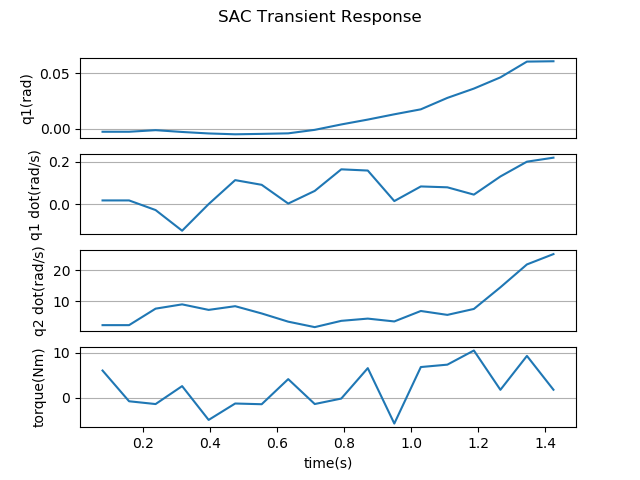 SAC Transient Response
q1(rad)
0.05
0.00
q1 dot(rad/s)
0.2
0.0
q2 dot(rad/s)
20
10
torque(Nm)
10
0
0.2 0.4 0.6 0.8 1.0 1.2 1.4
time(s)